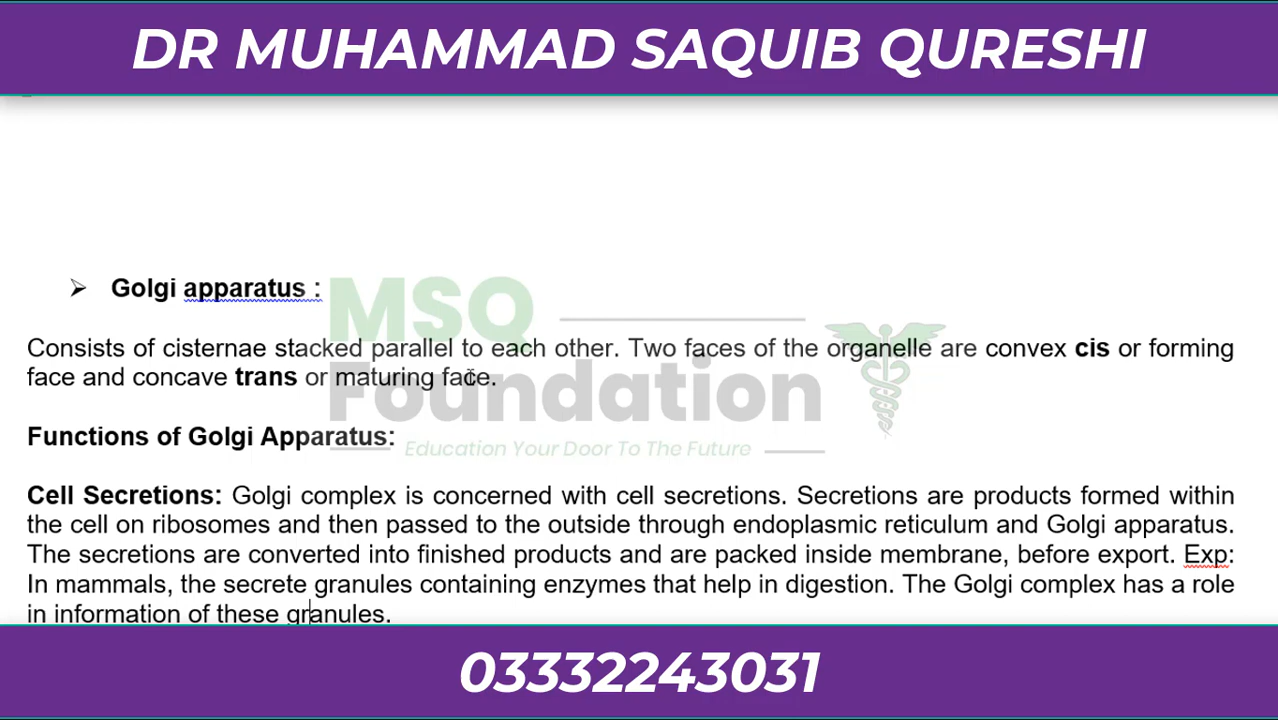 DR MUHAMMAD SAQUIB QURESHI
Golgi apparatus :
MSQ
Foundation
Education Your Door To The Future
Consists of cisternae stacked parallel to each other. Two faces of the organelle are convex cis or forming
face and concave trans or maturing face.
Functions of Golgi Apparatus:
Cell Secretions: Golgi complex is concerned with cell secretions. Secretions are products formed within
the cell on ribosomes and then passed to the outside through endoplasmic reticulum and Golgi apparatus.
The secretions are converted into finished products and are packed inside membrane, before export. Exp:
In mammals, the secrete granules containing enzymes that help in digestion. The Golgi complex has a role
in information of these granules.
03332243031